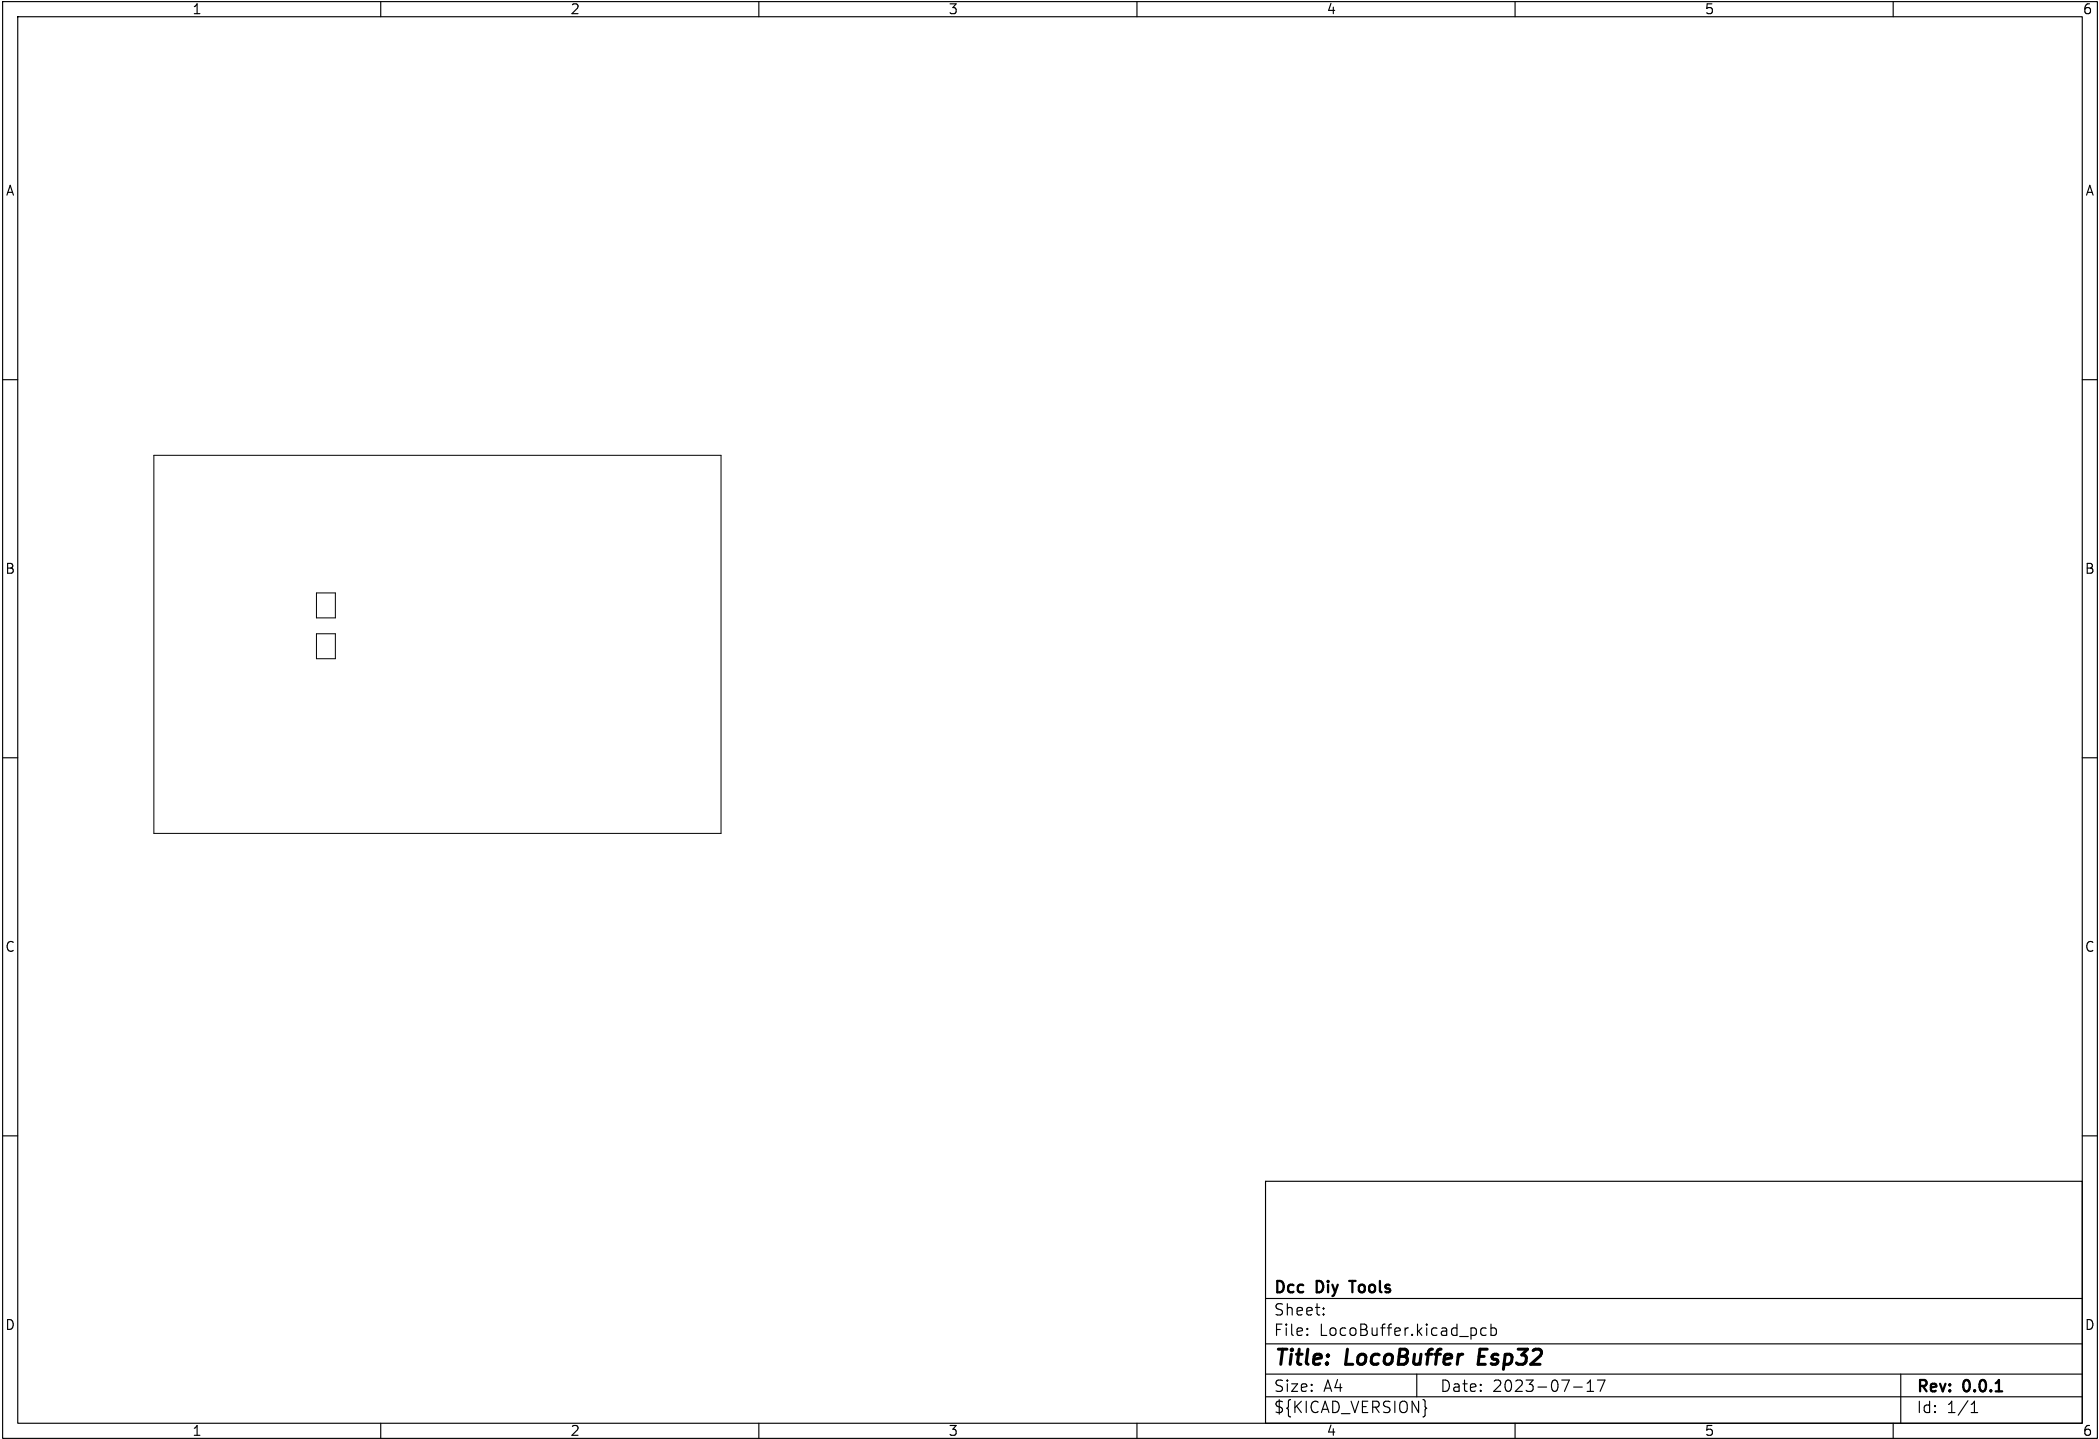 1 2 3 4 5 6
A A
B B
C C
Dcc Diy Tools
Sheet:
File: LocoBuffer.kicad_pcb
D D
Title: LocoBuffer Esp32
Size: A4 Date: 2023-07-17 Rev: 0.0.1
${KICAD_VERSION} Id: 1/1
1 2 3 4 5 6